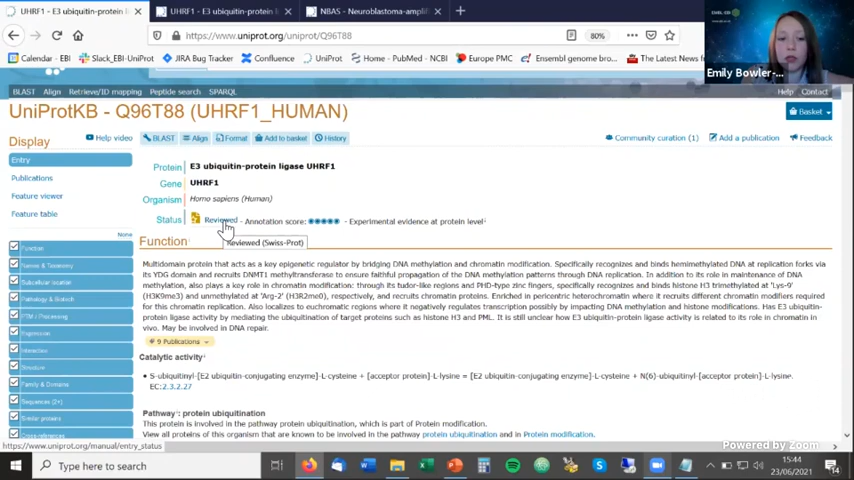 UHRF1 - E3 ubiquitin-protein li
UHRF1 - E3 ubiquitin-protein l
NBAS - Neuroblastoma-amplif
https://www.uniprot.org/uniprot/Q96T88
80%
Calendar - EBI
Slack_EBI-UniProt
JIRA Bug Tracker
Confluence
UniProt
Home - PubMed - NCBI
Europe PMC
Ensembl genome bro...
The Latest News f
Emily Bowler-...
BLAST Align Retrieve/ID mapping Peptide search SPARQL
Help Contact
UniProtKB - Q96T88 (UHRF1_HUMAN)
Basket
Display
Help video
BLAST Align Format Add to basket History
Community curation (1) Add a publication Feedback
Entry
Publications
Feature viewer
Feature table
Protein E3 ubiquitin-protein ligase UHRF1
Gene UHRF1
Organism Homo sapiens (Human)
Status Reviewed - Annotation score: - Experimental evidence at protein level
Reviewed (Swiss-Prot)
None
Function
Names & Taxonomy
Subcellular location
Pathology & Biotech
PTM / Processing
Expression
Interaction
Structure
Family & Domains
Sequences (2+)
Similar proteins
Cross-references
Function
Multidomain protein that acts as a key epigenetic regulator by bridging DNA methylation and chromatin modification. Specifically recognizes and binds hemimethylated DNA at replication forks via
its YDG domain and recruits DNMT1 methyltransferase to ensure faithful propagation of the DNA methylation patterns through DNA replication. In addition to its role in maintenance of DNA
methylation, also plays a key role in chromatin modification: through its tudor-like regions and PHD-type zinc fingers, specifically recognizes and binds histone H3 trimethylated at 'Lys-9'
(H3K9me3) and unmethylated at 'Arg-2' (H3R2me0), respectively, and recruits chromatin proteins. Enriched in pericentric heterochromatin where it recruits different chromatin modifiers required
for this chromatin replication. Also localizes to euchromatic regions where it negatively regulates transcription possibly by impacting DNA methylation and histone modifications. Has E3 ubiquitin-
protein ligase activity by mediating the ubiquitination of target proteins such as histone H3 and PML. It is still unclear how E3 ubiquitin-protein ligase activity is related to its role in chromatin in
vivo. May be involved in DNA repair.
9 Publications
Catalytic activity
• S-ubiquitinyl-[E2 ubiquitin-conjugating enzyme]-L-cysteine + [acceptor protein]-L-lysine = [E2 ubiquitin-conjugating enzyme]-L-cysteine + N(6)-ubiquitinyl-[acceptor protein]-L-lysine.
EC:2.3.2.27
Pathway: protein ubiquitination
This protein is involved in the pathway protein ubiquitination, which is part of Protein modification.
View all proteins of this organism that are known to be involved in the pathway protein ubiquitination and in Protein modification.
https://www.uniprot.org/manual/entry_status
Powered by Zoom
Type here to search
15:44
23/06/2021
14